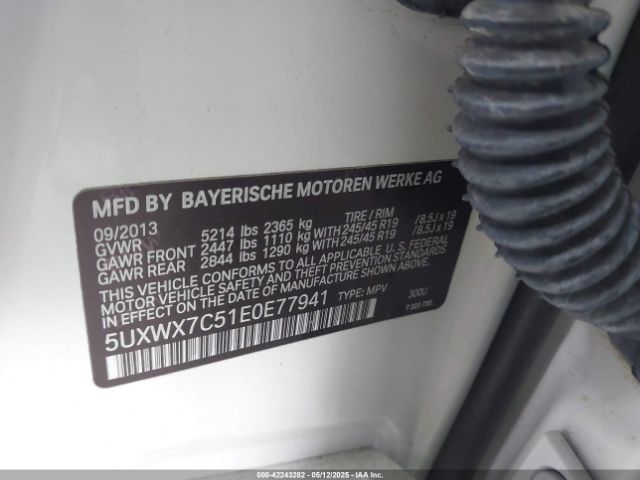 MFD BY BAYERISCHE MOTOREN WERKE AG
09/2013 TIRE / RIM
GVWR 5214 lbs 2365 kg
GAWR FRONT 2447 lbs 1110 kg WITH 245/45 R19 / 8.5J x 19
GAWR REAR 2844 lbs 1290 kg WITH 245/45 R19 / 8.5J x 19
THIS VEHICLE CONFORMS TO ALL APPLICABLE U.S. FEDERAL
MOTOR VEHICLE SAFETY, BUMPER, AND THEFT PREVENTION
STANDARDS IN EFFECT ON THE DATE OF MANUFACTURE SHOWN ABOVE.
5UXWX7C51E0E77941 TYPE: MPV 300U
000-42243282 - 05/12/2025 - IAAI.CA